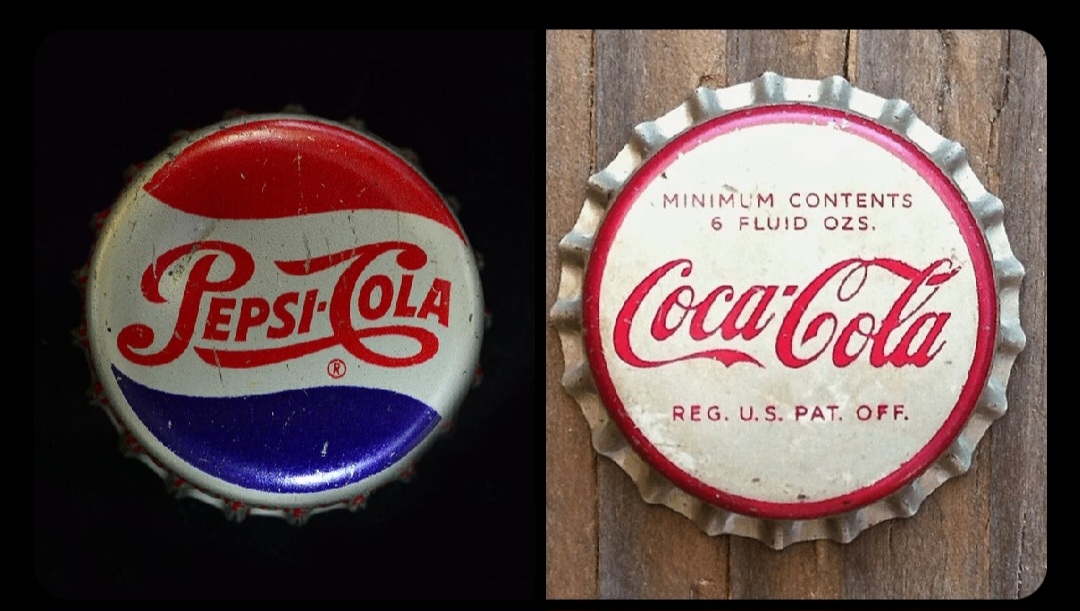 PEPSI-COLA
®
MINIMUM CONTENTS
6 FLUID OZS.
Coca-Cola
REG. U.S. PAT. OFF.